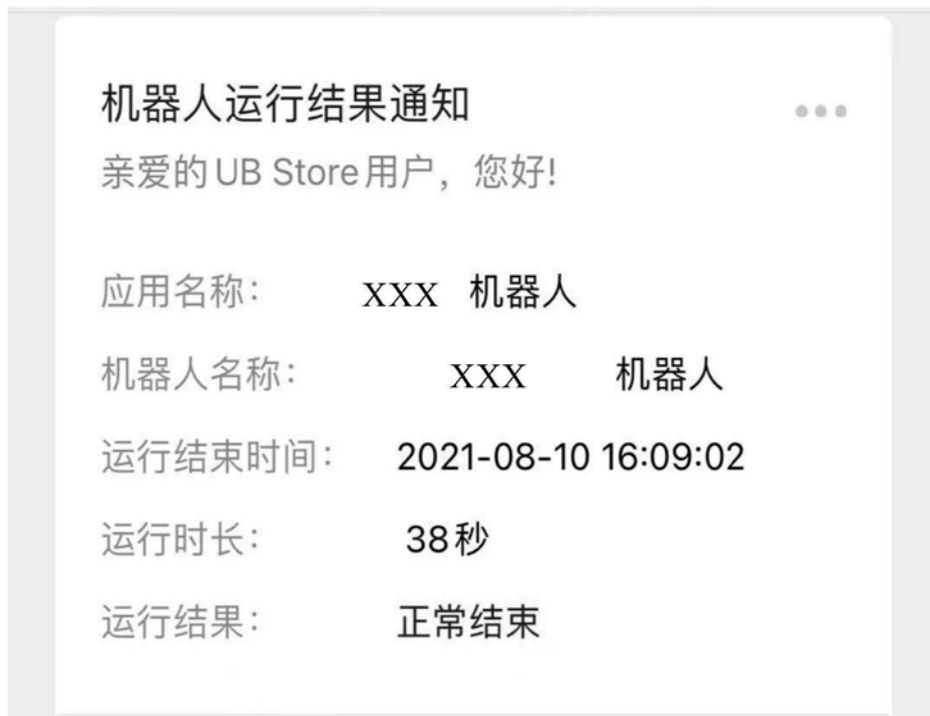 机器人运行结果通知
亲爱的UB Store用户，您好!
应用名称： XXX 机器人
机器人名称： XXX 机器人
运行结束时间： 2021-08-10 16:09:02
运行时长： 38秒
运行结果： 正常结束